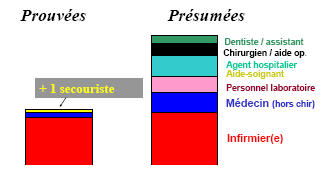 Prouvées
Présumées
+ 1 secouriste
Dentiste / assistant
Chirurgien / aide op.
Agent hospitalier
Aide-soignant
Personnel laboratoire
Médecin (hors chir)
Infirmier(e)